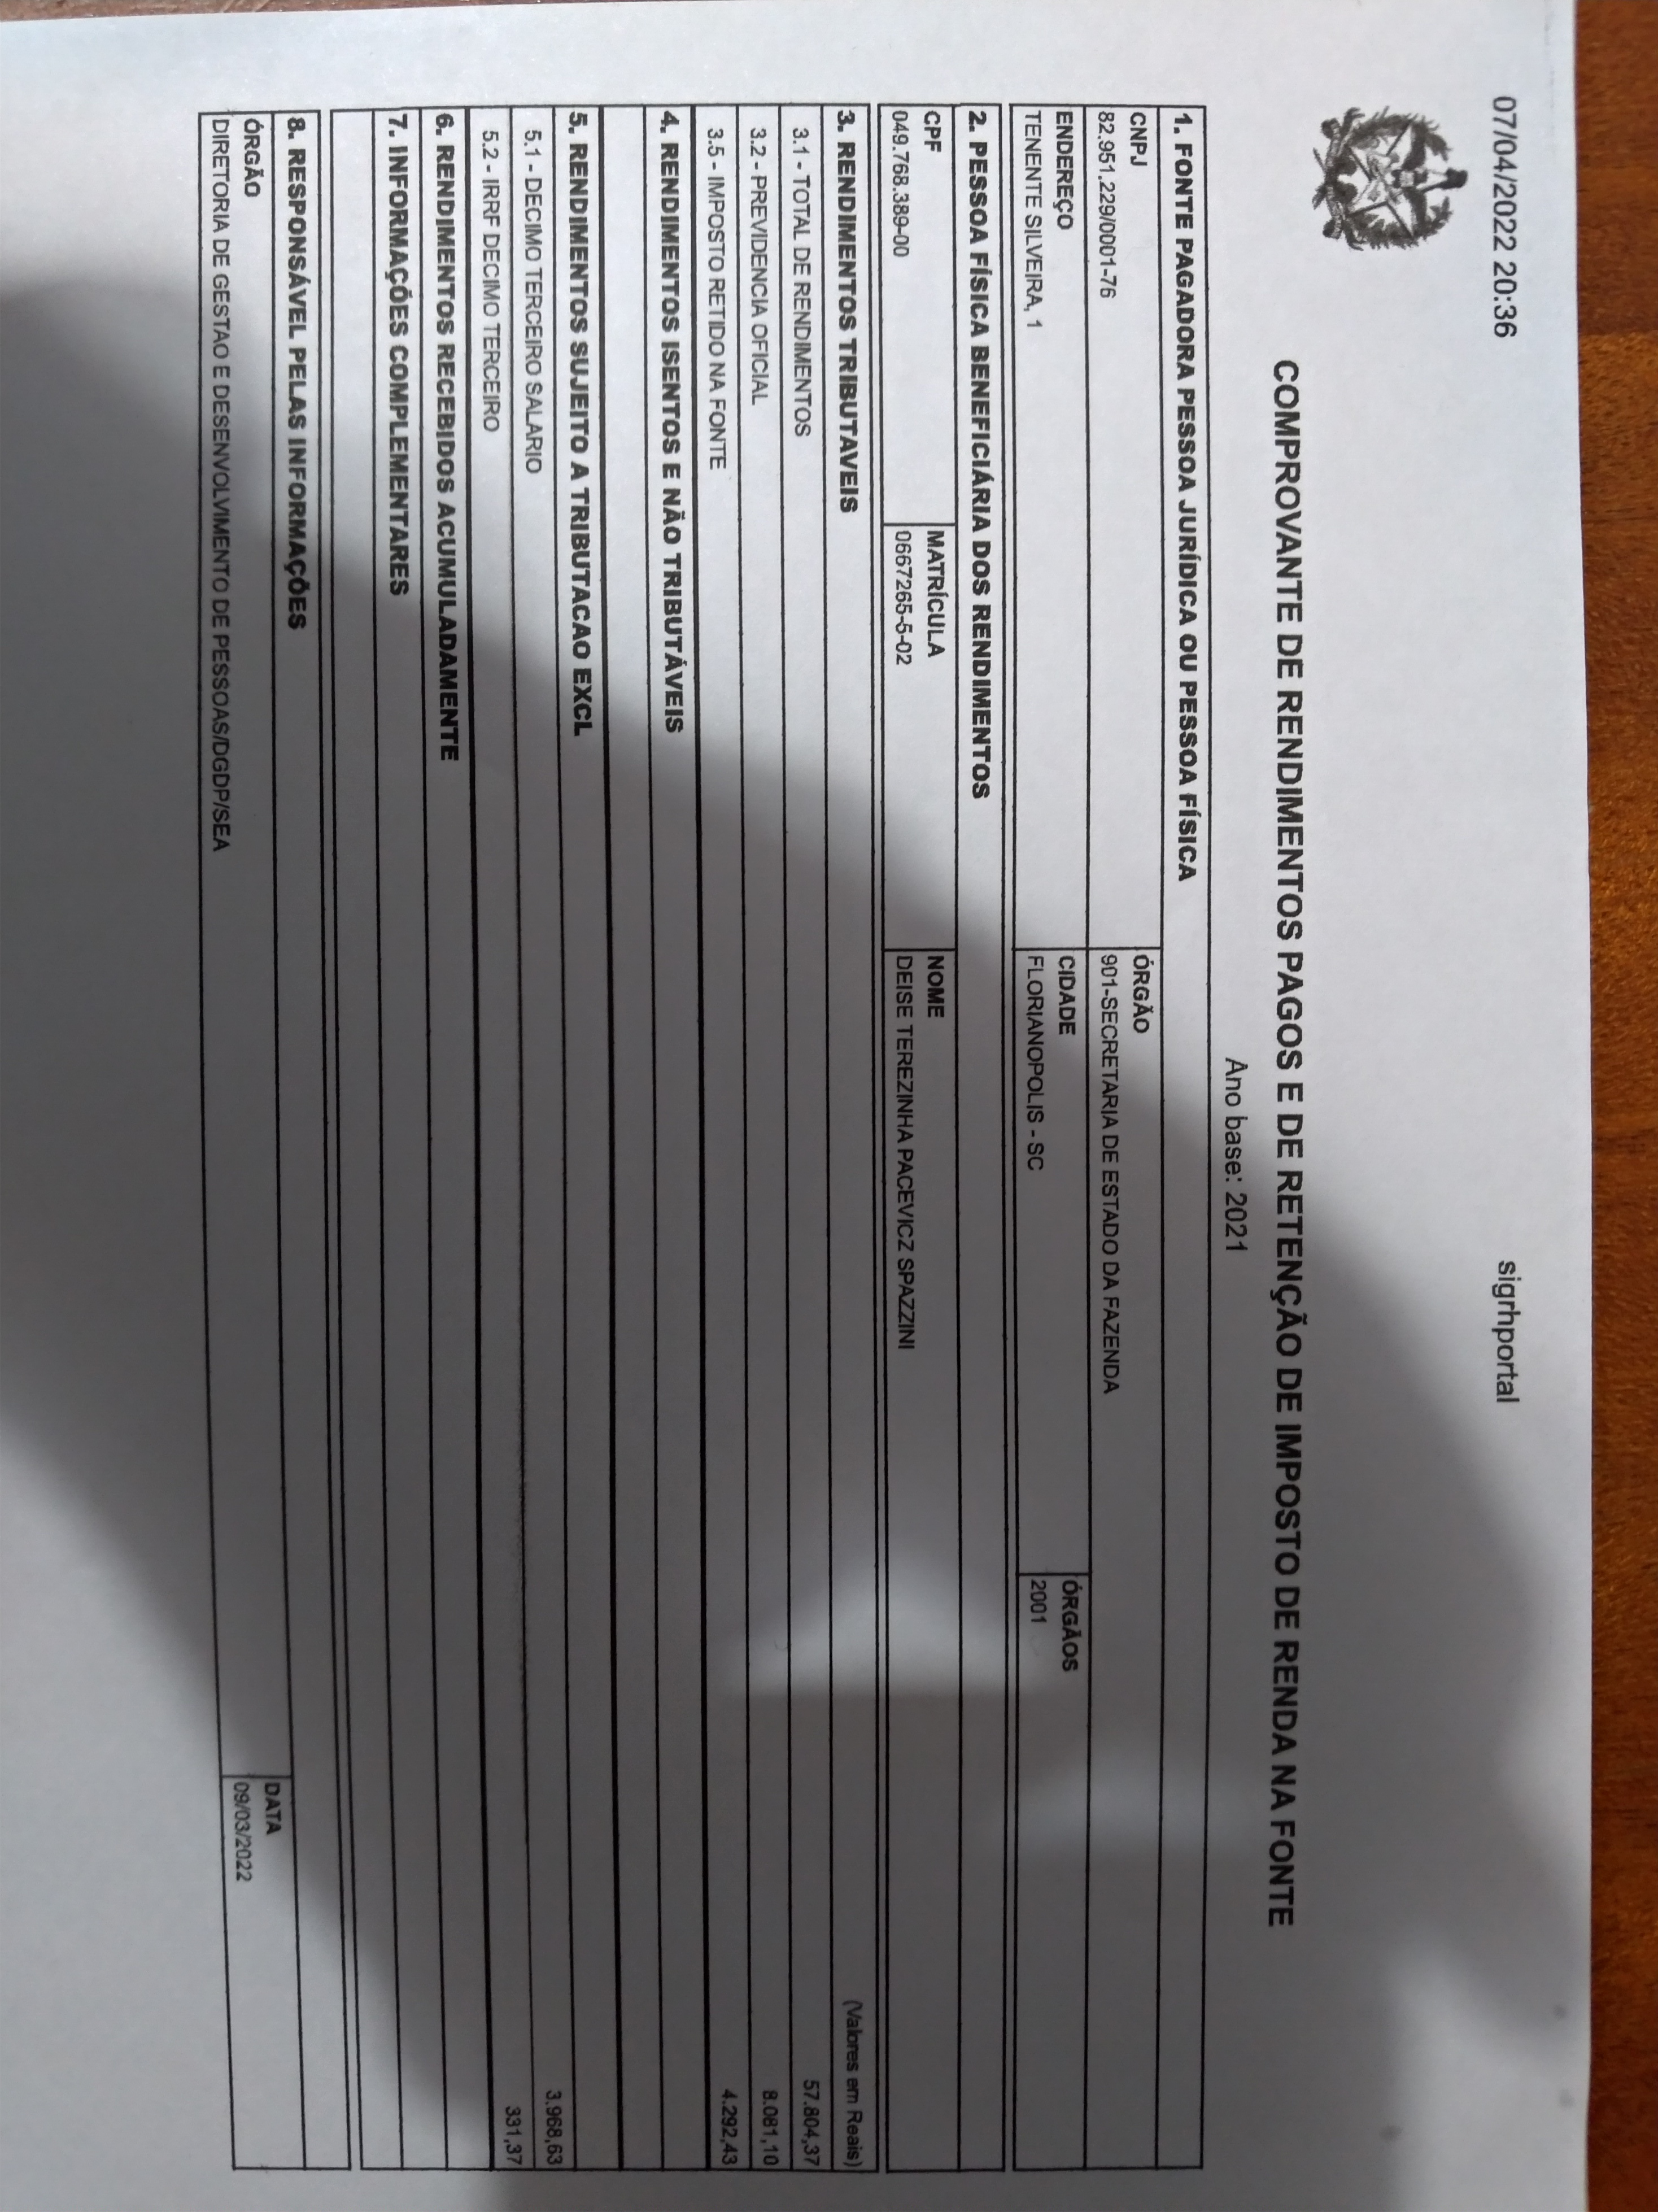 07/04/2022 20:36 sigrhportal
COMPROVANTE DE RENDIMENTOS PAGOS E DE RETENÇÃO DE IMPOSTO DE RENDA NA FONTE
Ano base: 2021
1. FONTE PAGADORA PESSOA JURÍDICA OU PESSOA FÍSICA
CNPJ ÓRGÃO
82.951.229/0001-76 901-SECRETARIA DE ESTADO DA FAZENDA
ENDEREÇO CIDADE ÓRGÃOS
TENENTE SILVEIRA, 1 FLORIANOPOLIS - SC 2001
2. PESSOA FÍSICA BENEFICIÁRIA DOS RENDIMENTOS
CPF MATRÍCULA NOME
049.768.389-00 0667265-5-02 DEISE TEREZINHA PACEVICZ SPAZZINI
3. RENDIMENTOS TRIBUTAVEIS (Valores em Reais)
3.1 - TOTAL DE RENDIMENTOS 57.804,37
3.2 - PREVIDENCIA OFICIAL 8.081,10
3.5 - IMPOSTO RETIDO NA FONTE 4.292,43
4. RENDIMENTOS ISENTOS E NÃO TRIBUTÁVEIS
5. RENDIMENTOS SUJEITO A TRIBUTACAO EXCL
5.1 - DECIMO TERCEIRO SALARIO 3.968,63
5.2 - IRRF DECIMO TERCEIRO 331,37
6. RENDIMENTOS RECEBIDOS ACUMULADAMENTE
7. INFORMAÇÕES COMPLEMENTARES
8. RESPONSÁVEL PELAS INFORMAÇÕES
ÓRGÃO DATA
DIRETORIA DE GESTAO E DESENVOLVIMENTO DE PESSOAS/DGDP/SEA 09/03/2022